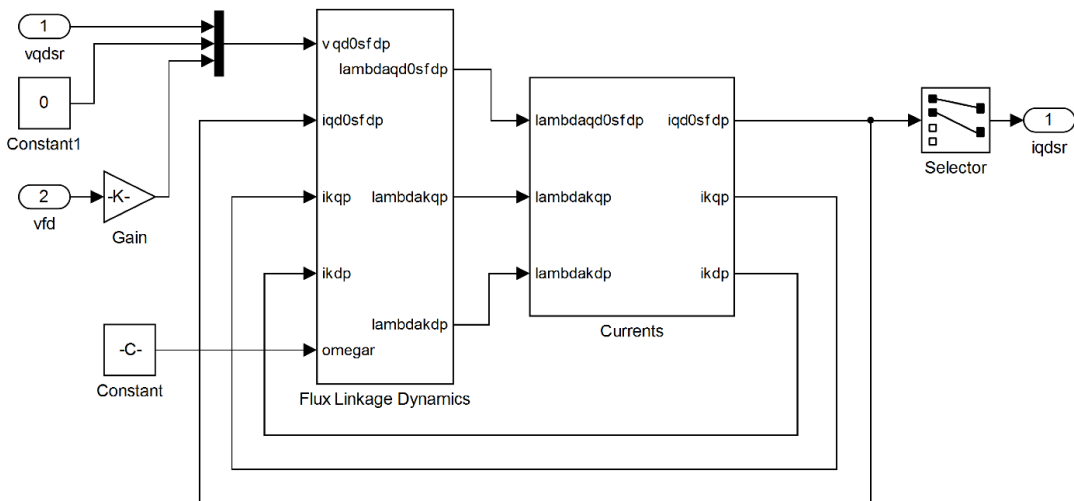 1
vqdsr
0
Constant1
2
vfd
-K-
Gain
-C-
Constant
vqd0sfdp
lambdaqd0sfdp
iqd0sfdp
ikqp
lambdakqp
ikdp
lambdakdp
omegar
Flux Linkage Dynamics
lambdaqd0sfdp
iqd0sfdp
lambdakqp
ikqp
lambdakdp
ikdp
Currents
Selector
1
iqdsr